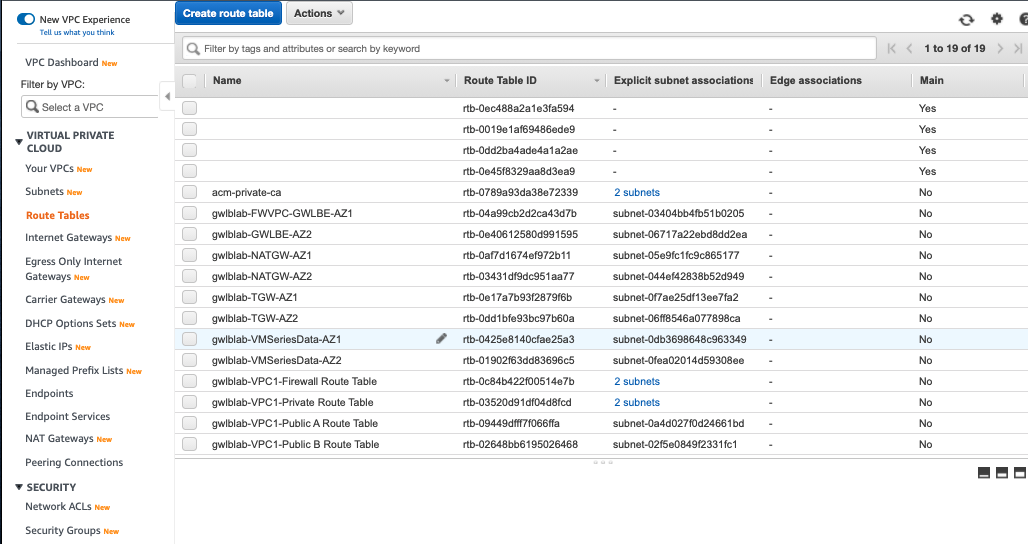 New VPC Experience
Tell us what you think
VPC Dashboard New
Filter by VPC:
Select a VPC
VIRTUAL PRIVATE
CLOUD
Your VPCs New
Subnets New
Route Tables
Internet Gateways New
Egress Only Internet
Gateways New
Carrier Gateways New
DHCP Options Sets New
Elastic IPs New
Managed Prefix Lists New
Endpoints
Endpoint Services
NAT Gateways New
Peering Connections
SECURITY
Network ACLs New
Security Groups New
Create route table Actions
Filter by tags and attributes or search by keyword
1 to 19 of 19
Name Route Table ID Explicit subnet associations Edge associations Main
rtb-0ec488a2a1e3fa594 - - Yes
rtb-0019e1af69486ede9 - - Yes
rtb-0dd2ba4ade4a1a2ae - - Yes
rtb-0e45f8329aa8d3ea9 - - Yes
acm-private-ca rtb-0789a93da38e72339 2 subnets - No
gwlblab-FWVPC-GWLBE-AZ1 rtb-04a99cb2d2ca43d7b subnet-03404bb4fb51b0205 - No
gwlblab-GWLBE-AZ2 rtb-0e40612580d991595 subnet-06717a22ebd8dd2ea - No
gwlblab-NATGW-AZ1 rtb-0af7d1674ef972b11 subnet-05e9fc1fc9c865177 - No
gwlblab-NATGW-AZ2 rtb-03431df9dc951aa77 subnet-044ef42838b52d949 - No
gwlblab-TGW-AZ1 rtb-0e17a7b93f2879f6b subnet-0f7ae25df13ee7fa2 - No
gwlblab-TGW-AZ2 rtb-0dd1bfe93bc97b60a subnet-06ff8546a077898ca - No
gwlblab-VMSeriesData-AZ1 rtb-0425e8140cfae25a3 subnet-0db3698648c963349 - No
gwlblab-VMSeriesData-AZ2 rtb-01902f63dd83696c5 subnet-0fea02014d59308ee - No
gwlblab-VPC1-Firewall Route Table rtb-0c84b422f00514e7b 2 subnets - No
gwlblab-VPC1-Private Route Table rtb-03520d91df04d8fcd 2 subnets - No
gwlblab-VPC1-Public A Route Table rtb-09449dfff7f066ffa subnet-0a4d027f0d24661bd - No
gwlblab-VPC1-Public B Route Table rtb-02648bb6195026468 subnet-02f5e0849f2331fc1 - No